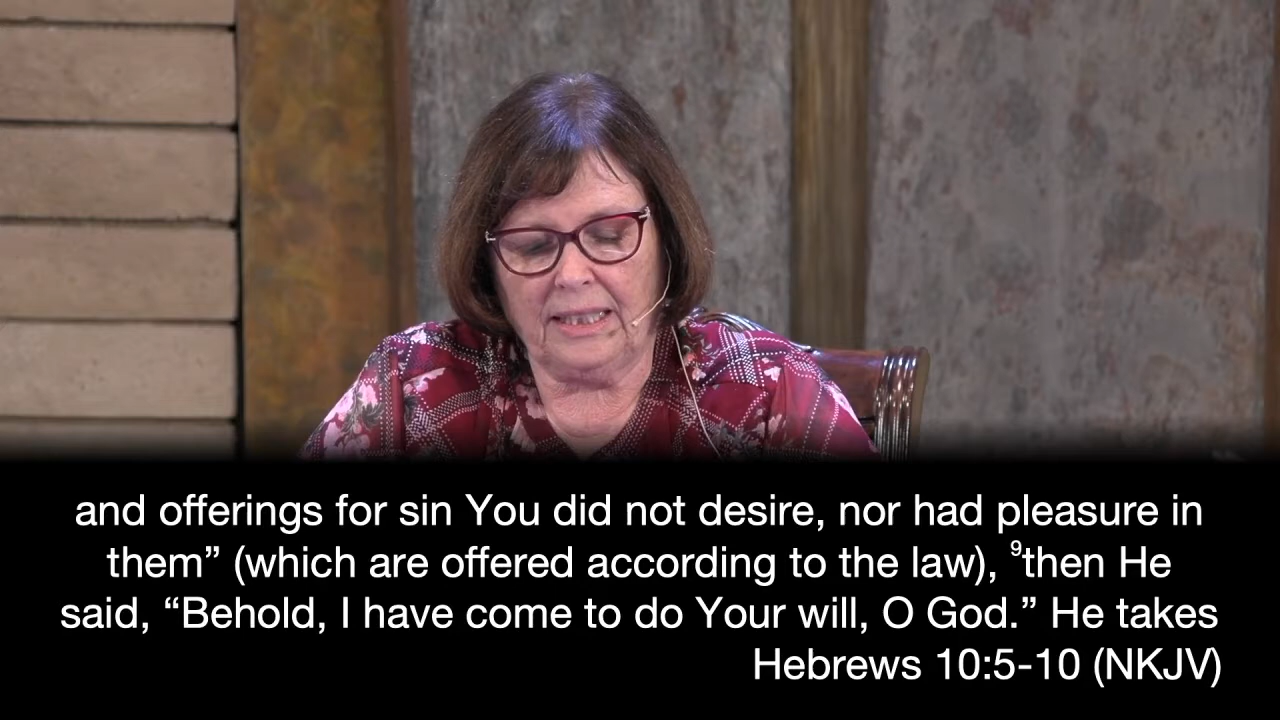 and offerings for sin You did not desire, nor had pleasure in
them” (which are offered according to the law), ⁹then He
said, “Behold, I have come to do Your will, O God.” He takes
Hebrews 10:5-10 (NKJV)